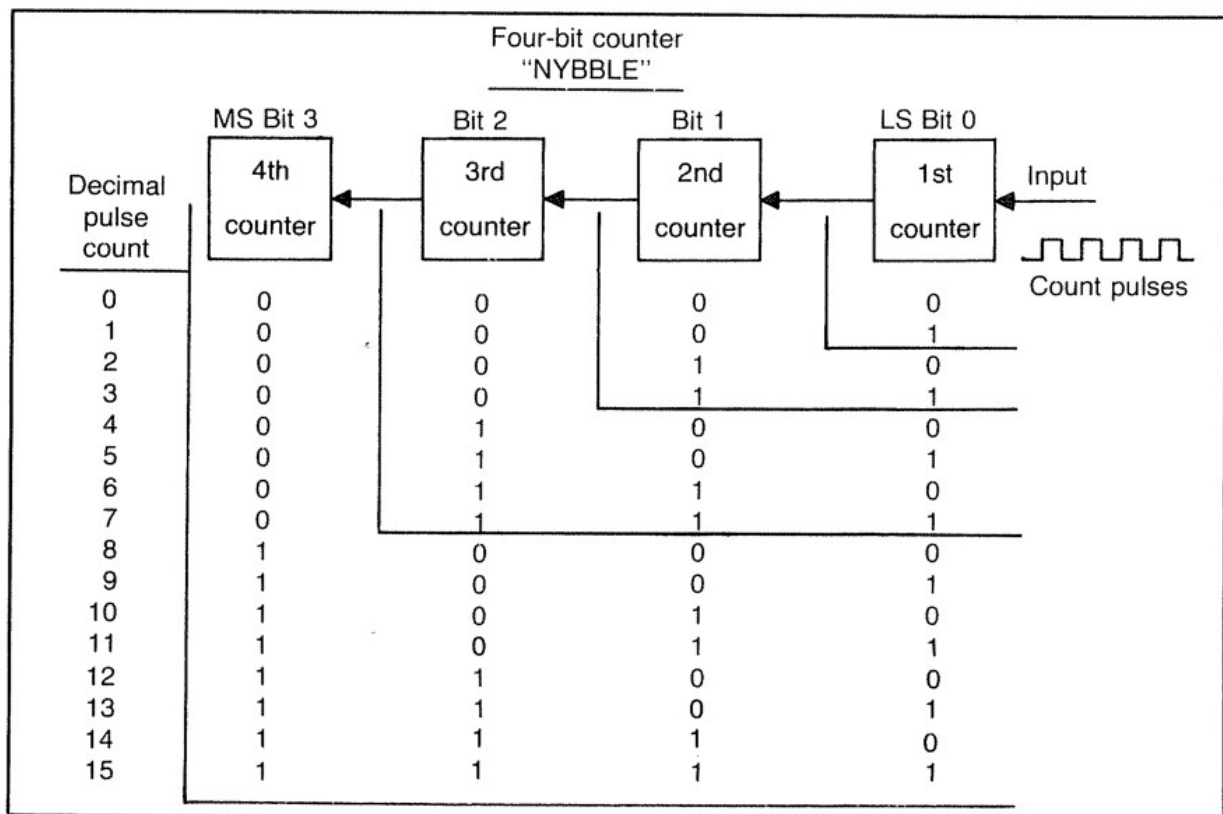 Four-bit counter
"NYBBLE"
MS Bit 3 Bit 2 Bit 1 LS Bit 0
4th counter
3rd counter
2nd counter
1st counter
Input
Count pulses
Decimal
pulse
count
0 0 0 0 0
1 0 0 0 1
2 0 0 1 0
3 0 0 1 1
4 0 1 0 0
5 0 1 0 1
6 0 1 1 0
7 0 1 1 1
8 1 0 0 0
9 1 0 0 1
10 1 0 1 0
11 1 0 1 1
12 1 1 0 0
13 1 1 0 1
14 1 1 1 0
15 1 1 1 1